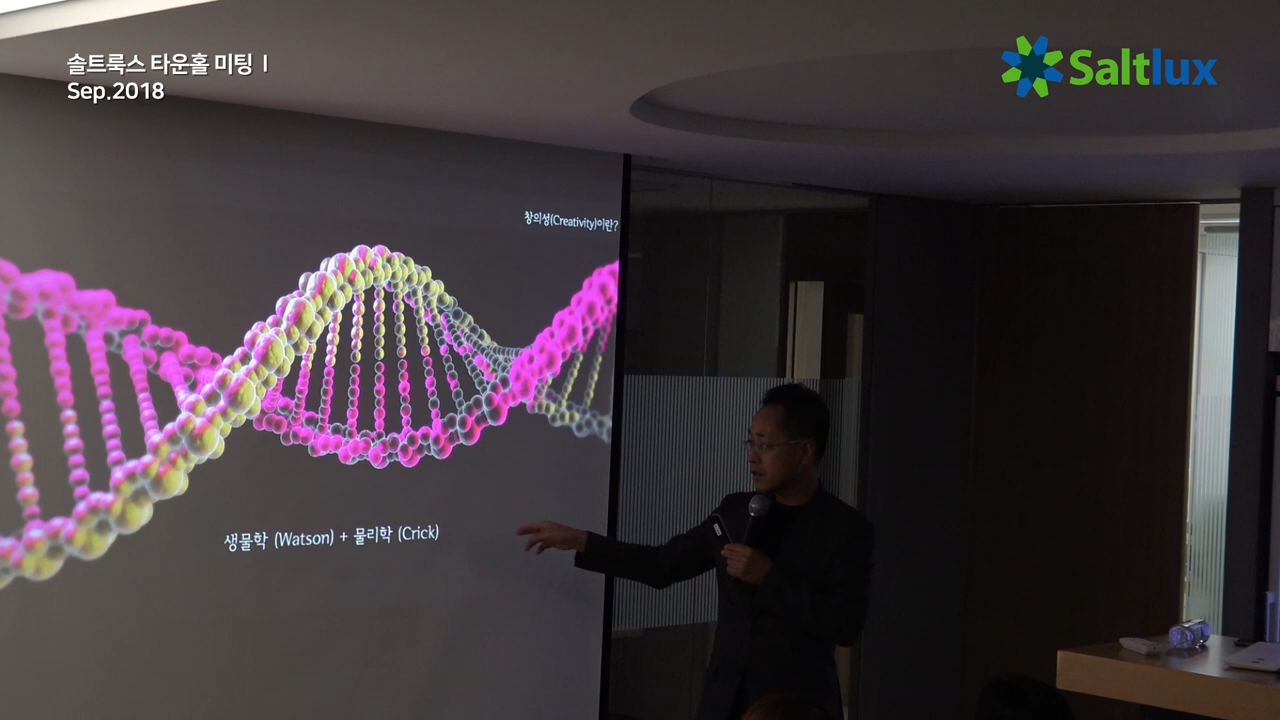 솔트룩스 타운홀 미팅 I
Sep.2018
Saltlux
창의성(Creativity)이란?
생물학 (Watson) + 물리학 (Crick)